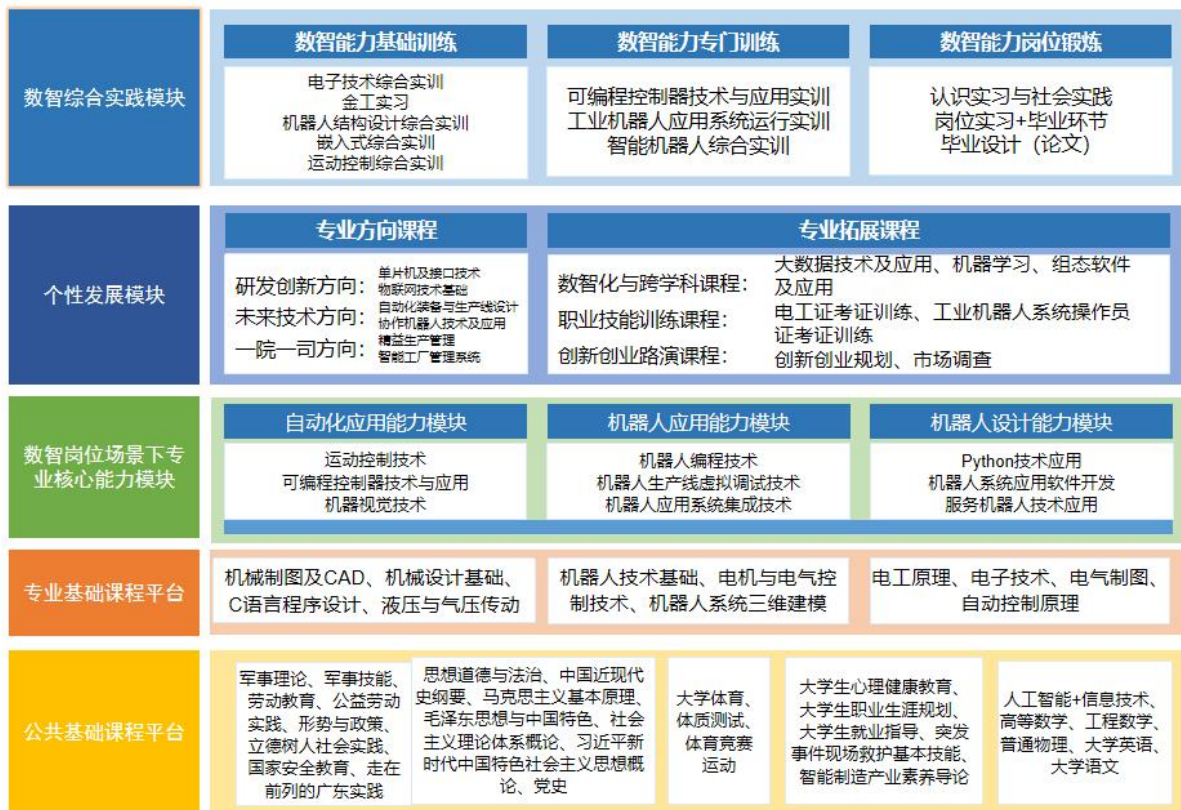 数智综合实践模块
数智能力基础训练
电子技术综合实训
金工实习
机器人结构设计综合实训
嵌入式综合实训
运动控制综合实训
数智能力专门训练
可编程控制器技术与应用实训
工业机器人应用系统运行实训
智能机器人综合实训
数智能力岗位锻炼
认识实习与社会实践
岗位实习+毕业环节
毕业设计（论文）
个性发展模块
专业方向课程
研发创新方向：
未来技术方向：
一院一司方向：
单片机及接口技术
物联网技术基础
自动化装备与生产线设计
协作机器人技术及应用
精益生产管理
智能工厂管理系统
专业拓展课程
数智化与跨学科课程：
大数据技术及应用、机器学习、组态软件
及应用
职业技能训练课程：
电工证考证训练、工业机器人系统操作员
证考证训练
创新创业路演课程：
创新创业规划、市场调查
数智岗位场景下专
业核心能力模块
自动化应用能力模块
运动控制技术
可编程控制器技术与应用
机器视觉技术
机器人应用能力模块
机器人编程技术
机器人生产线虚拟调试技术
机器人应用系统集成技术
机器人设计能力模块
Python技术应用
机器人系统应用软件开发
服务机器人技术应用
专业基础课程平台
机械制图及CAD、机械设计基础、
C语言程序设计、液压与气压传动
机器人技术基础、电机与电气控
制技术、机器人系统三维建模
电工原理、电子技术、电气制图、
自动控制原理
公共基础课程平台
军事理论、军事技能、
劳动教育、公益劳动
实践、形势与政策、
立德树人社会实践、
国家安全教育、走在
前列的广东实践
思想道德与法治、中国近现代
史纲要、马克思主义基本原理、
毛泽东思想与中国特色、社会
主义理论体系概论、习近平新
时代中国特色社会主义思想概
论、党史
大学体育、
体质测试、
体育竞赛
运动
大学生心理健康教育、
大学生职业生涯规划、
大学生就业指导、突发
事件现场救护基本技能、
智能制造产业素养导论
人工智能+信息技术、
高等数学、工程数学、
普通物理、大学英语、
大学语文